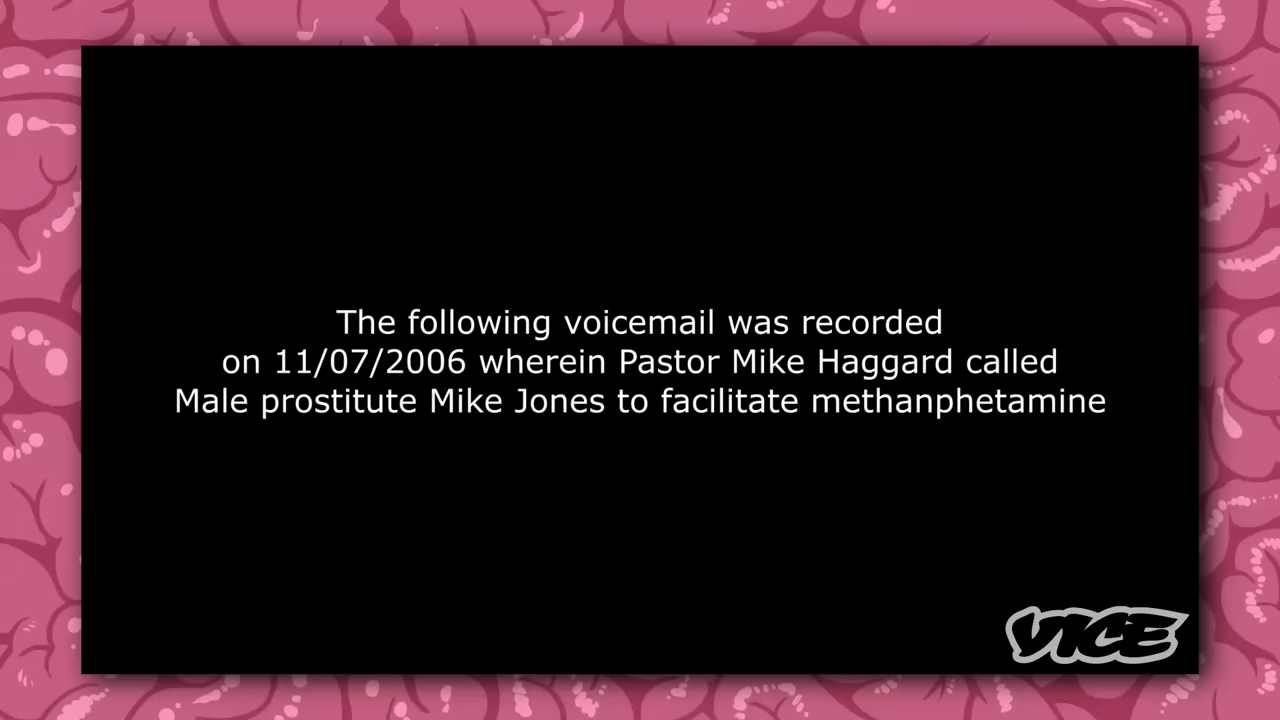 The following voicemail was recorded
on 11/07/2006 wherein Pastor Mike Haggard called
Male prostitute Mike Jones to facilitate methanphetamine
VICE